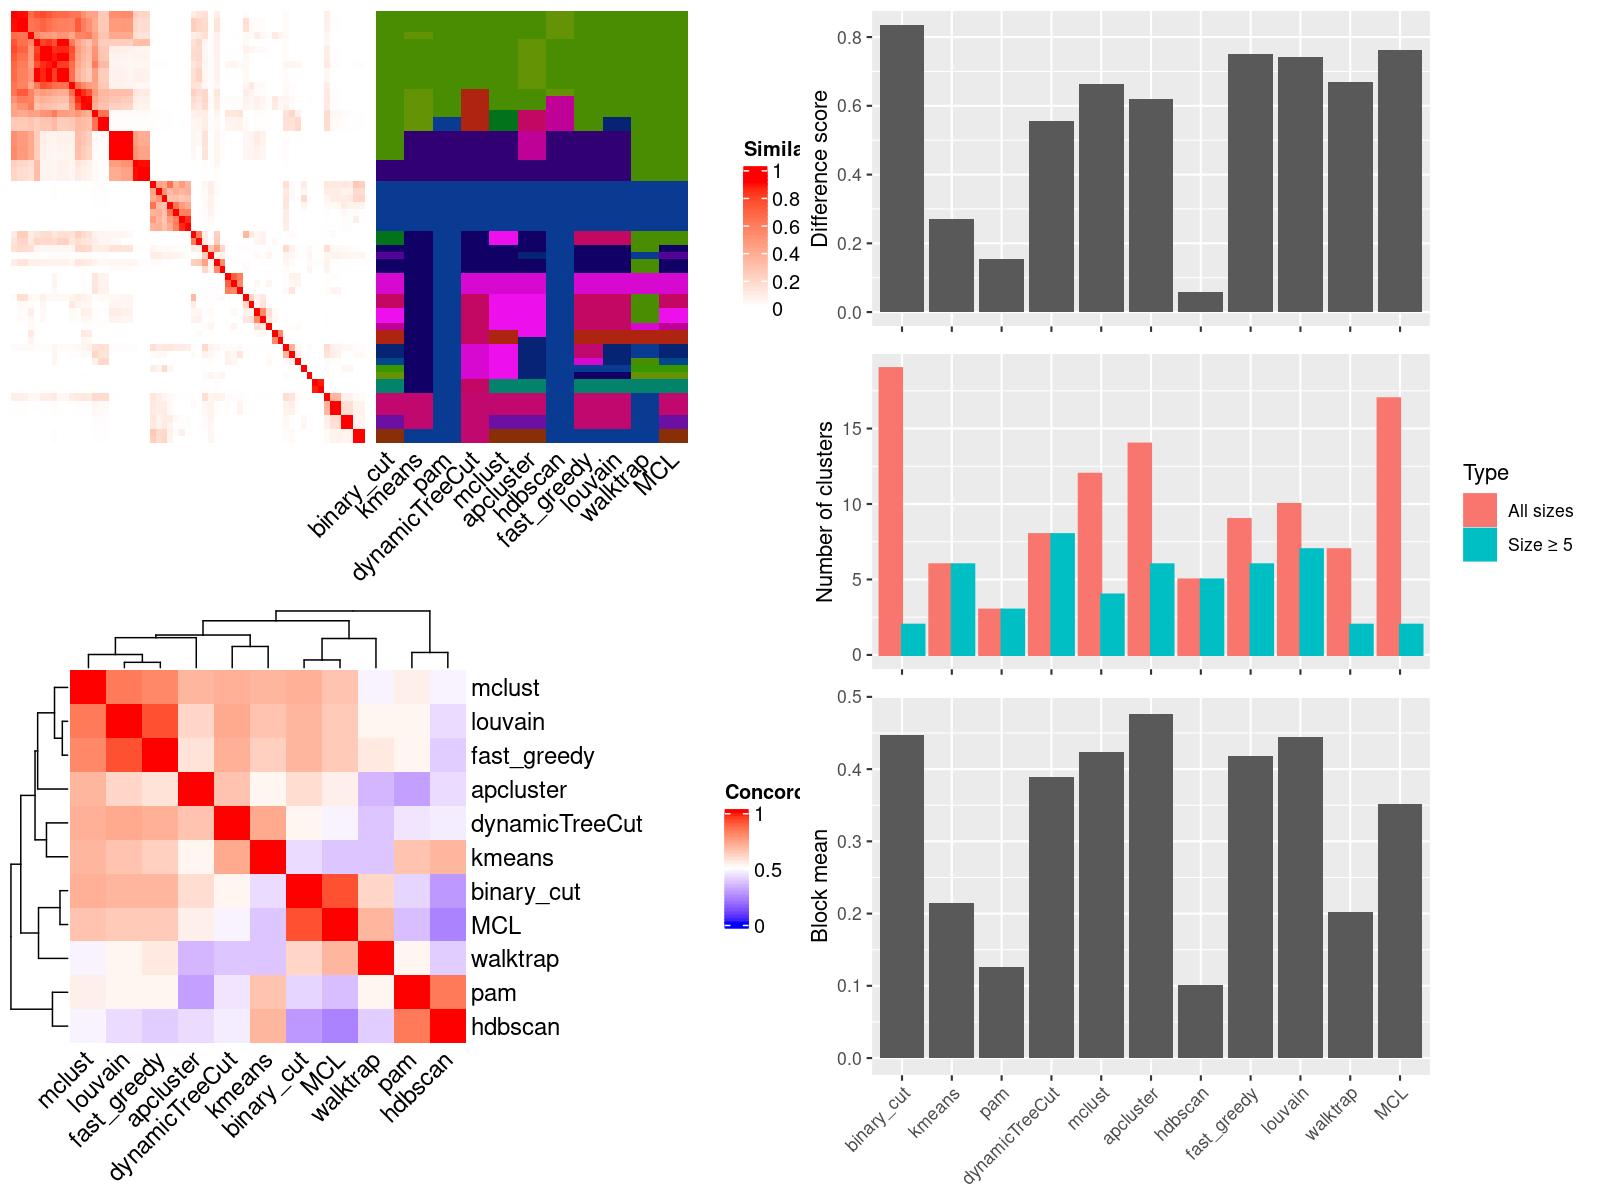 Simila
1
0.8
0.6
0.4
0.2
0
binary_cut
kmeans
pam
dynamicTreeCut
mclust
apcluster
hdbscan
fast_greedy
louvain
walktrap
MCL
mclust
louvain
fast_greedy
apcluster
dynamicTreeCut
kmeans
binary_cut
MCL
walktrap
pam
hdbscan
mclust
louvain
fast_greedy
apcluster
dynamicTreeCut
kmeans
binary_cut
MCL
walktrap
pam
hdbscan
Concord
1
0.5
0
Difference score
0.8
0.6
0.4
0.2
0.0
Number of clusters
15
10
5
0
Type
All sizes
Size ≥ 5
Block mean
0.5
0.4
0.3
0.2
0.1
0.0
binary_cut
kmeans
pam
dynamicTreeCut
mclust
apcluster
hdbscan
fast_greedy
louvain
walktrap
MCL